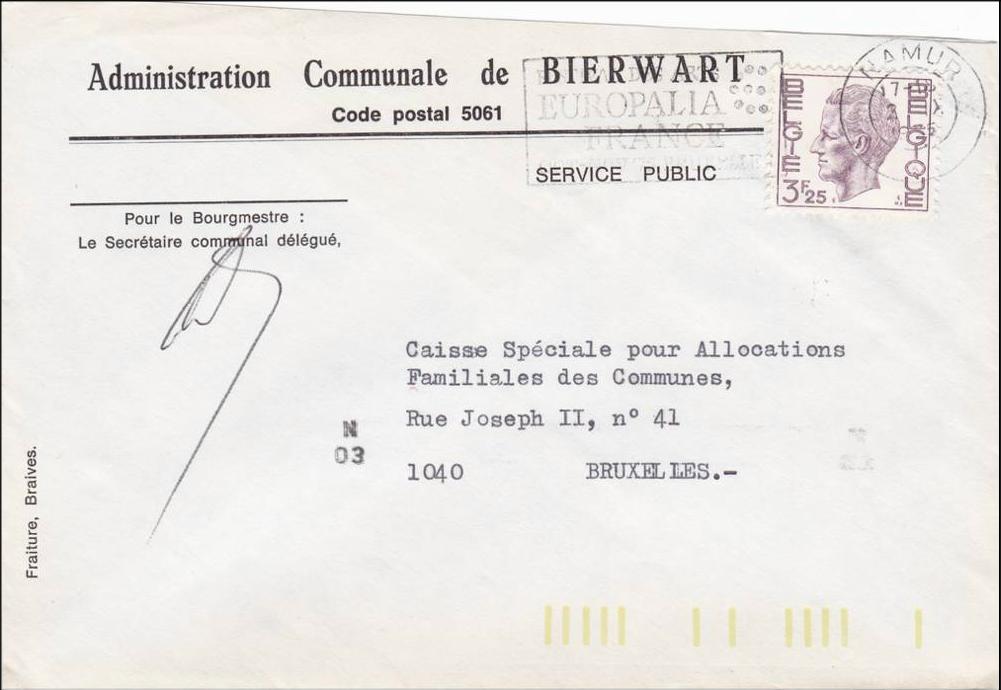 Administration Communale de BIERWART
Code postal 5061
EUROPALIA
FRANCE
SERVICE PUBLIC
NAMUR
BELGIE BELGIQUE
3F25
Pour le Bourgmestre :
Le Secrétaire communal délégué,
Caisse Spéciale pour Allocations
Familiales des Communes,
Rue Joseph II, n° 41
1040 BRUXELLES.-
N
03
Fraiture, Braives.